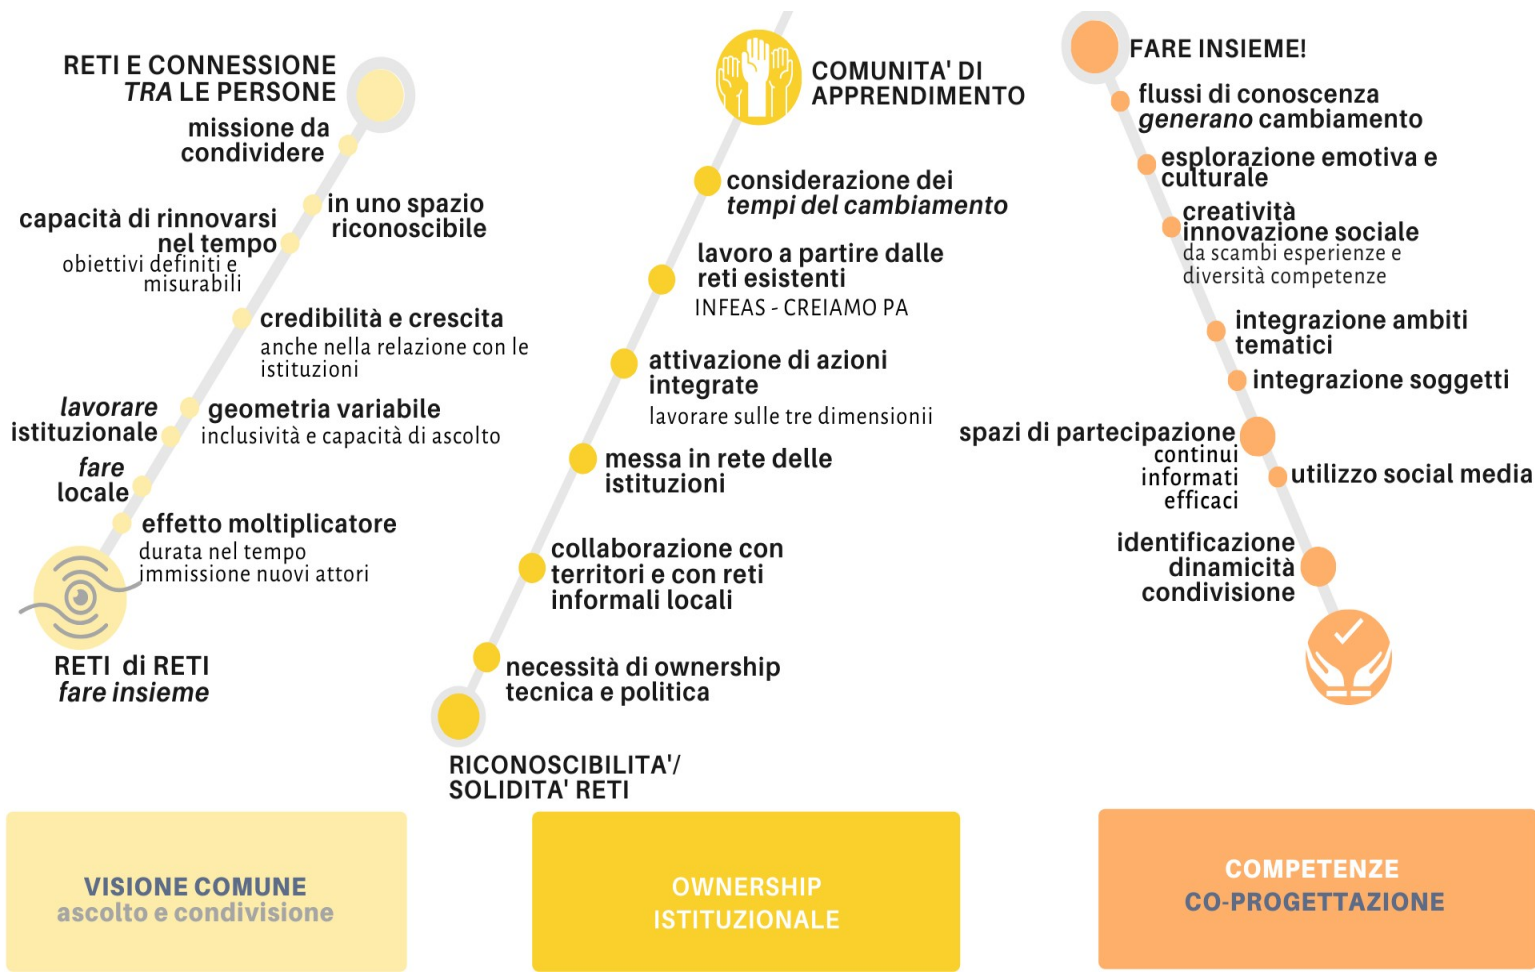 RETI E CONNESSIONE
TRA LE PERSONE
missione da
condividere
in uno spazio
riconoscibile
capacità di rinnovarsi
nel tempo
obiettivi definiti e
misurabili
credibilità e crescita
anche nella relazione con le
istituzioni
geometria variabile
inclusività e capacità di ascolto
lavorare
istituzionale
fare
locale
effetto moltiplicatore
durata nel tempo
immissione nuovi attori
RETI di RETI
fare insieme
COMUNITA' DI
APPRENDIMENTO
considerazione dei
tempi del cambiamento
lavoro a partire dalle
reti esistenti
INFEAS - CREIAMO PA
attivazione di azioni
integrate
lavorare sulle tre dimensionii
messa in rete delle
istituzioni
collaborazione con
territori e con reti
informali locali
necessità di ownership
tecnica e politica
RICONOSCIBILITA'/
SOLIDITA' RETI
FARE INSIEME!
flussi di conoscenza
generano cambiamento
esplorazione emotiva e
culturale
creatività
innovazione sociale
da scambi esperienze e
diversità competenze
integrazione ambiti
tematici
integrazione soggetti
spazi di partecipazione
continui
informati
efficaci
utilizzo social media
identificazione
dinamicità
condivisione
VISIONE COMUNE
ascolto e condivisione
OWNERSHIP
ISTITUZIONALE
COMPETENZE
CO-PROGETTAZIONE